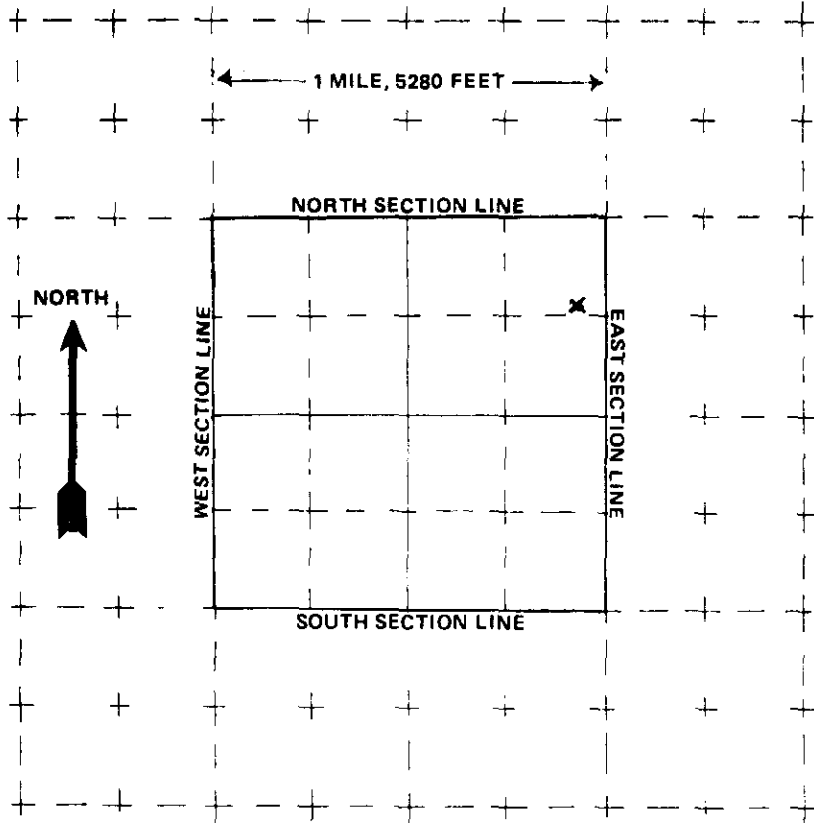 1 MILE, 5280 FEET
NORTH SECTION LINE
NORTH
WEST SECTION LINE
EAST SECTION LINE
SOUTH SECTION LINE